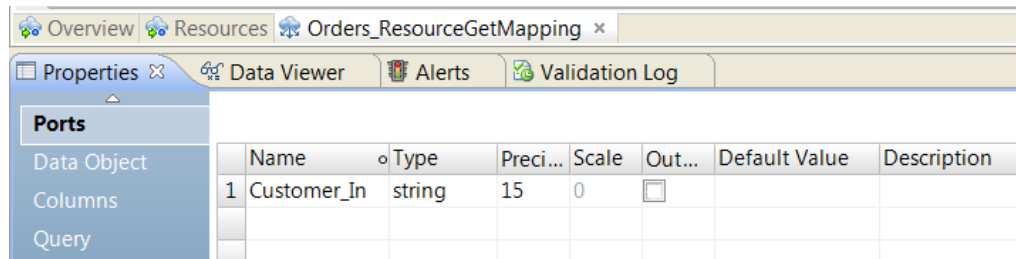 Overview Resources Orders_ResourceGetMapping
Properties Data Viewer Alerts Validation Log
Ports
Data Object
Columns
Query
Name Type Preci... Scale Out... Default Value Description
1 Customer_In string 15 0